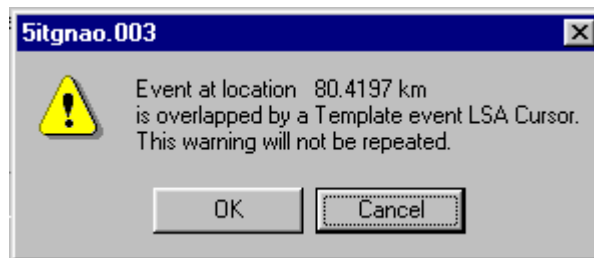 5itgnao.003
Event at location 80.4197 km
is overlapped by a Template event LSA Cursor.
This warning will not be repeated.
OK
Cancel